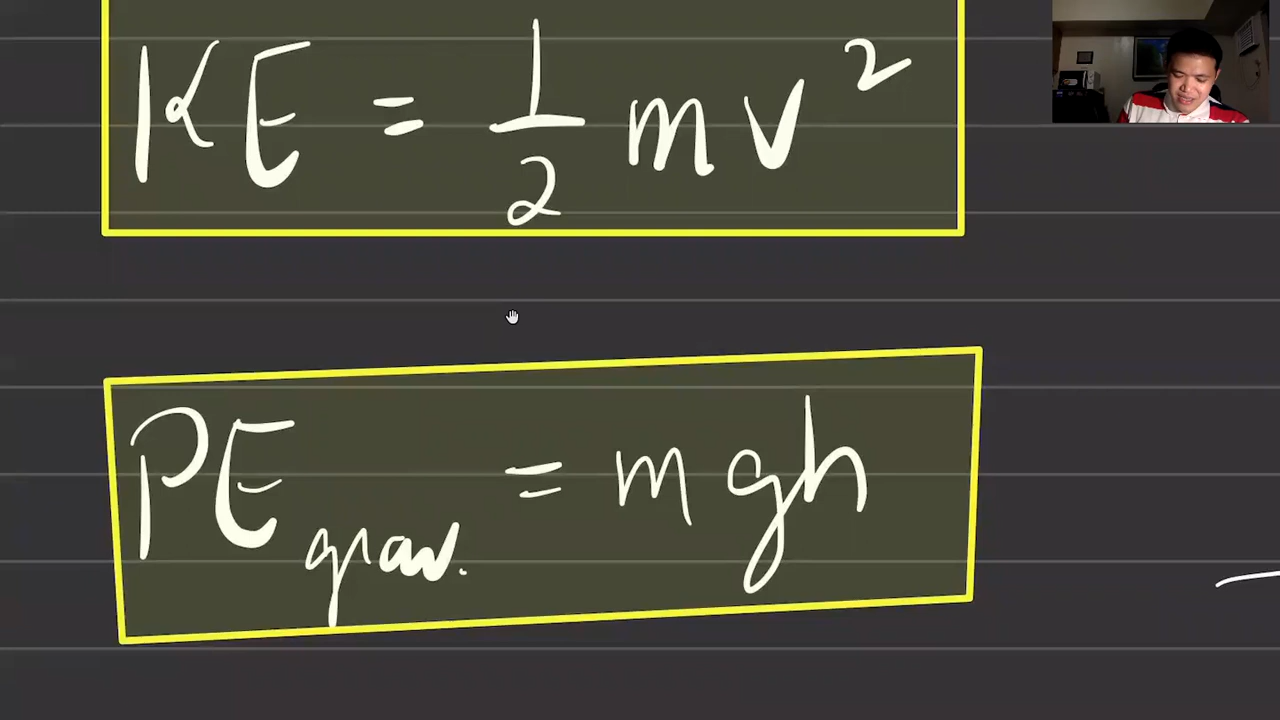 KE = 1/2 mv²
PE grav. = mgh